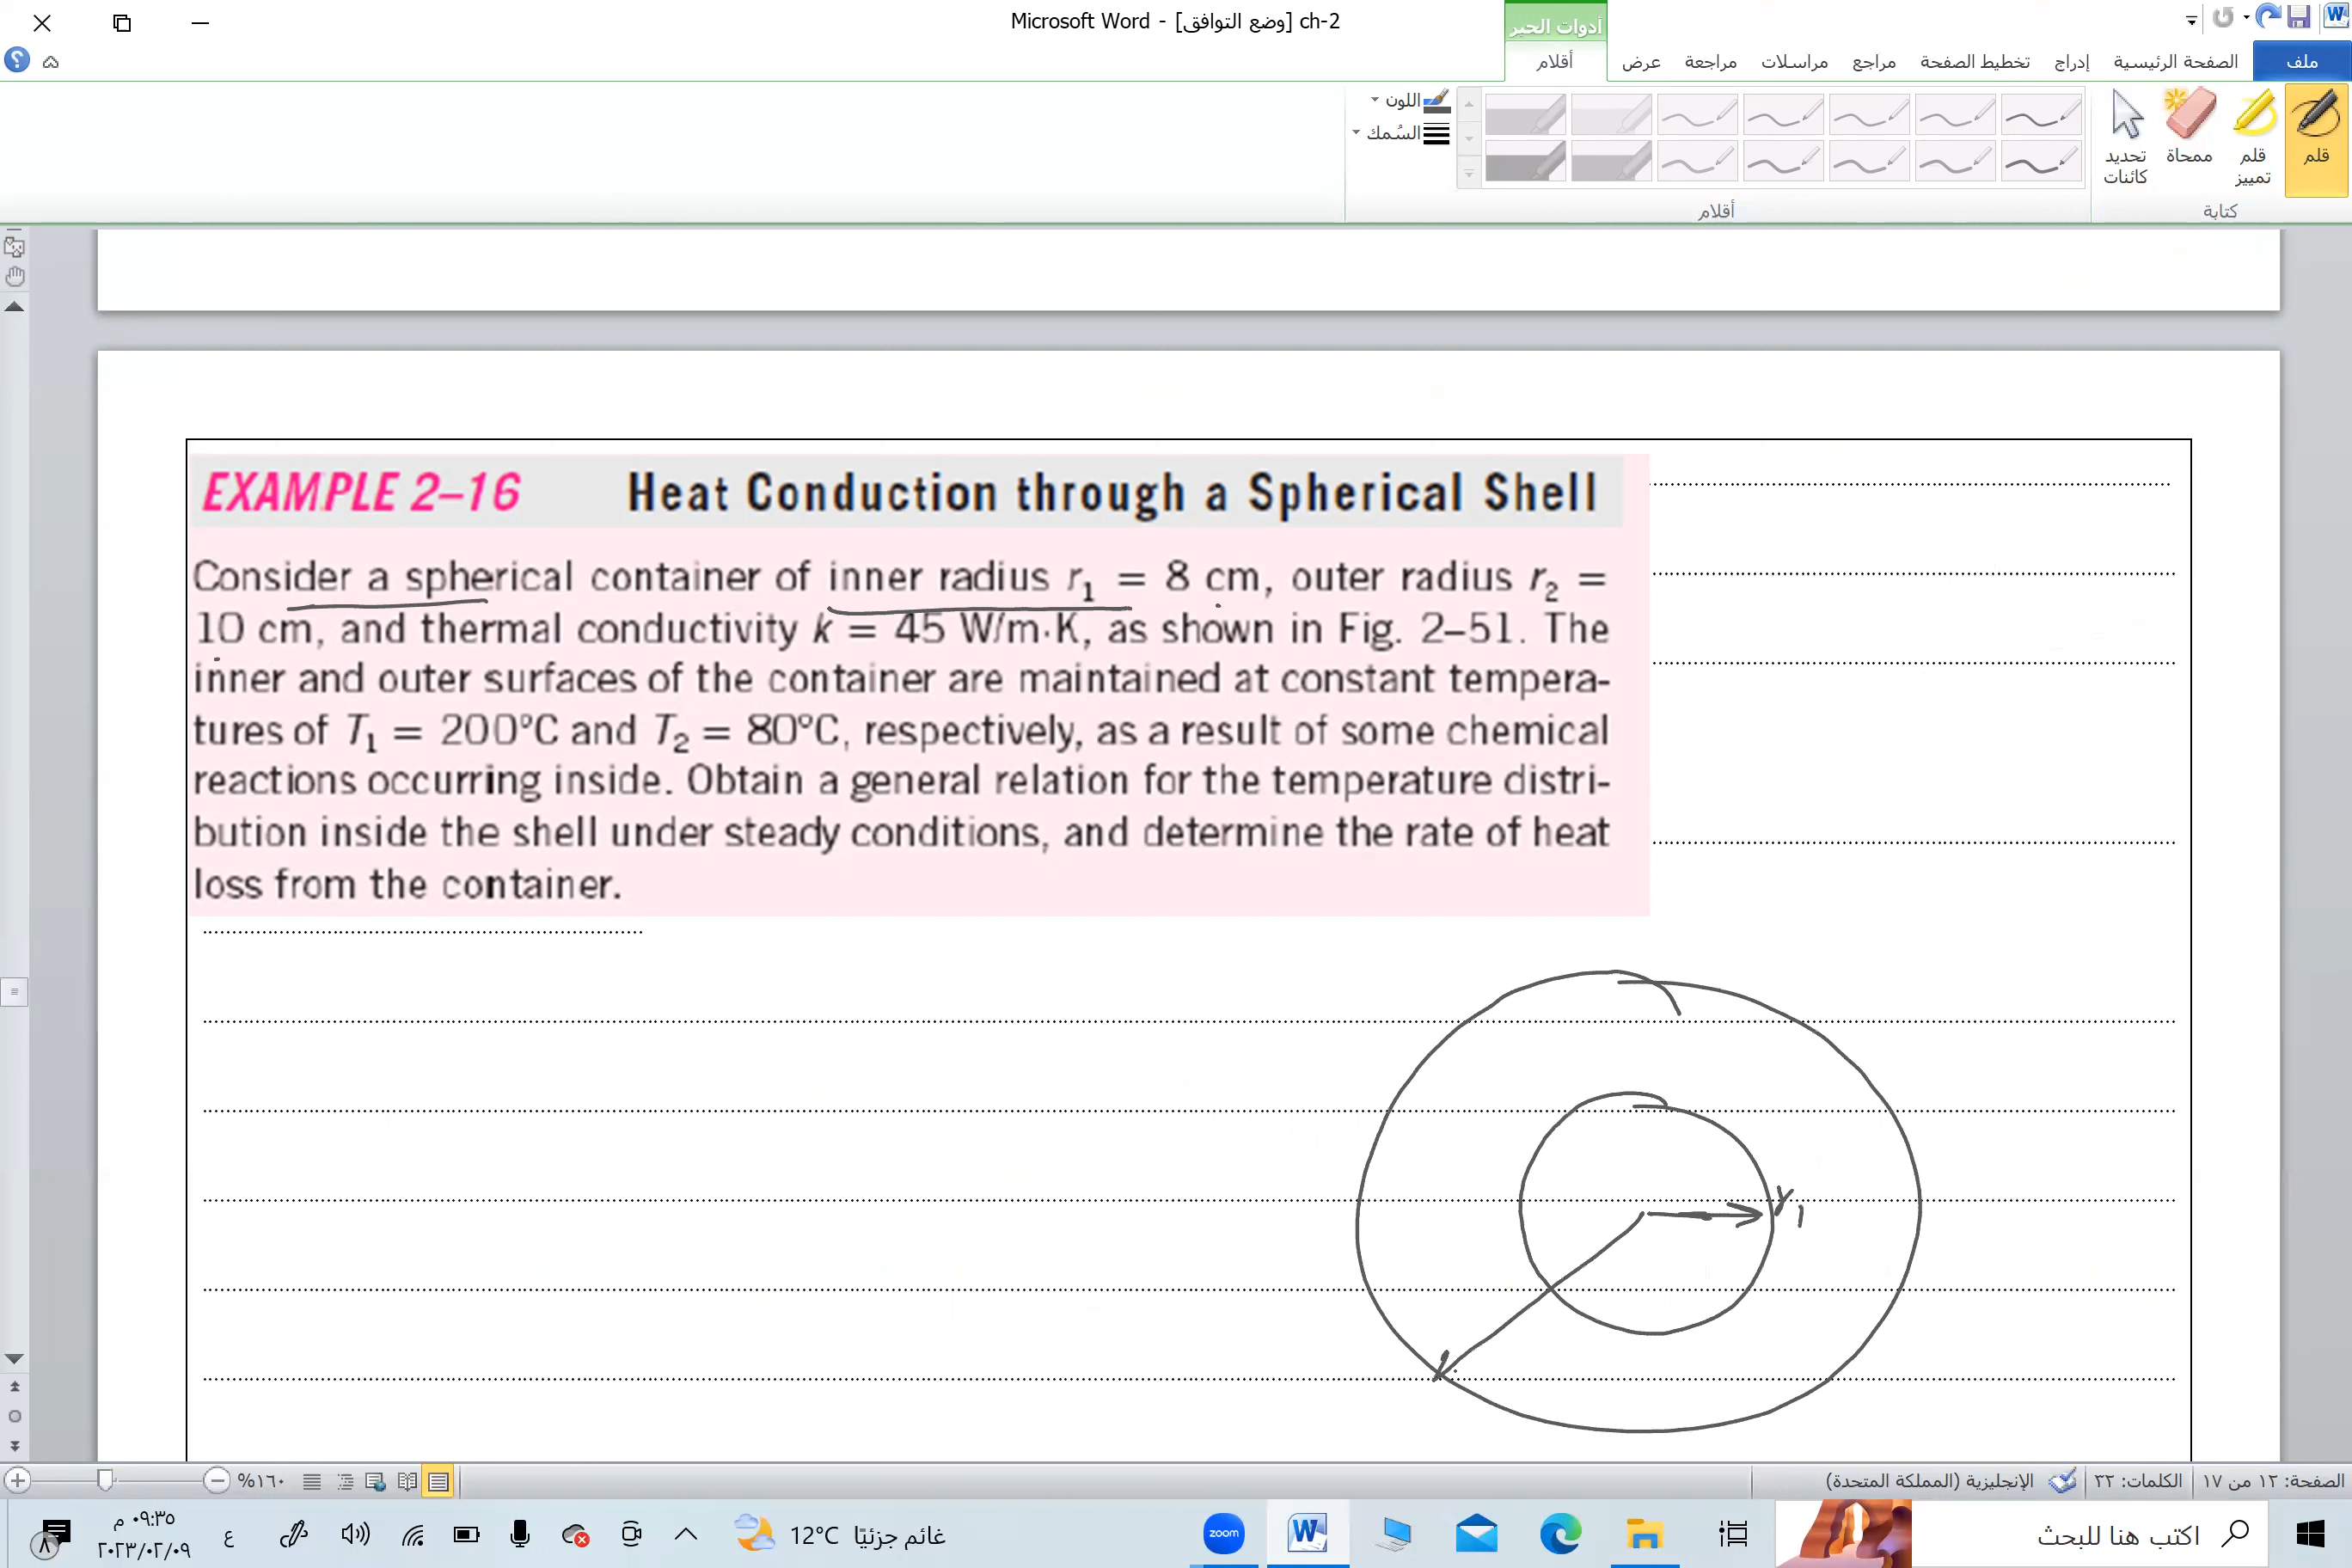 ch-2 [وضع التوافق] - Microsoft Word
أدوات الحبر
ملف
الصفحة الرئيسية
إدراج
تخطيط الصفحة
مراجع
مراسلات
مراجعة
عرض
أقلام
قلم
قلم تمييز
ممحاة
تحديد كائنات
اللون
السُمك
كتابة
أقلام
EXAMPLE 2–16 Heat Conduction through a Spherical Shell
Consider a spherical container of inner radius r₁ = 8 cm, outer radius r₂ =
10 cm, and thermal conductivity k = 45 W/m·K, as shown in Fig. 2–51. The
inner and outer surfaces of the container are maintained at constant tempera-
tures of T₁ = 200°C and T₂ = 80°C, respectively, as a result of some chemical
reactions occurring inside. Obtain a general relation for the temperature distri-
bution inside the shell under steady conditions, and determine the rate of heat
loss from the container.
r₁
الصفحة: ١٢ من ١٧
الكلمات: ٣٢
الإنجليزية (المملكة المتحدة)
%١٦٠
اكتب هنا للبحث
zoom
12°C غائم جزئيًا
ع
٠٩:٣٥ م
٢٠٢٣/٠٢/٠٩
٨